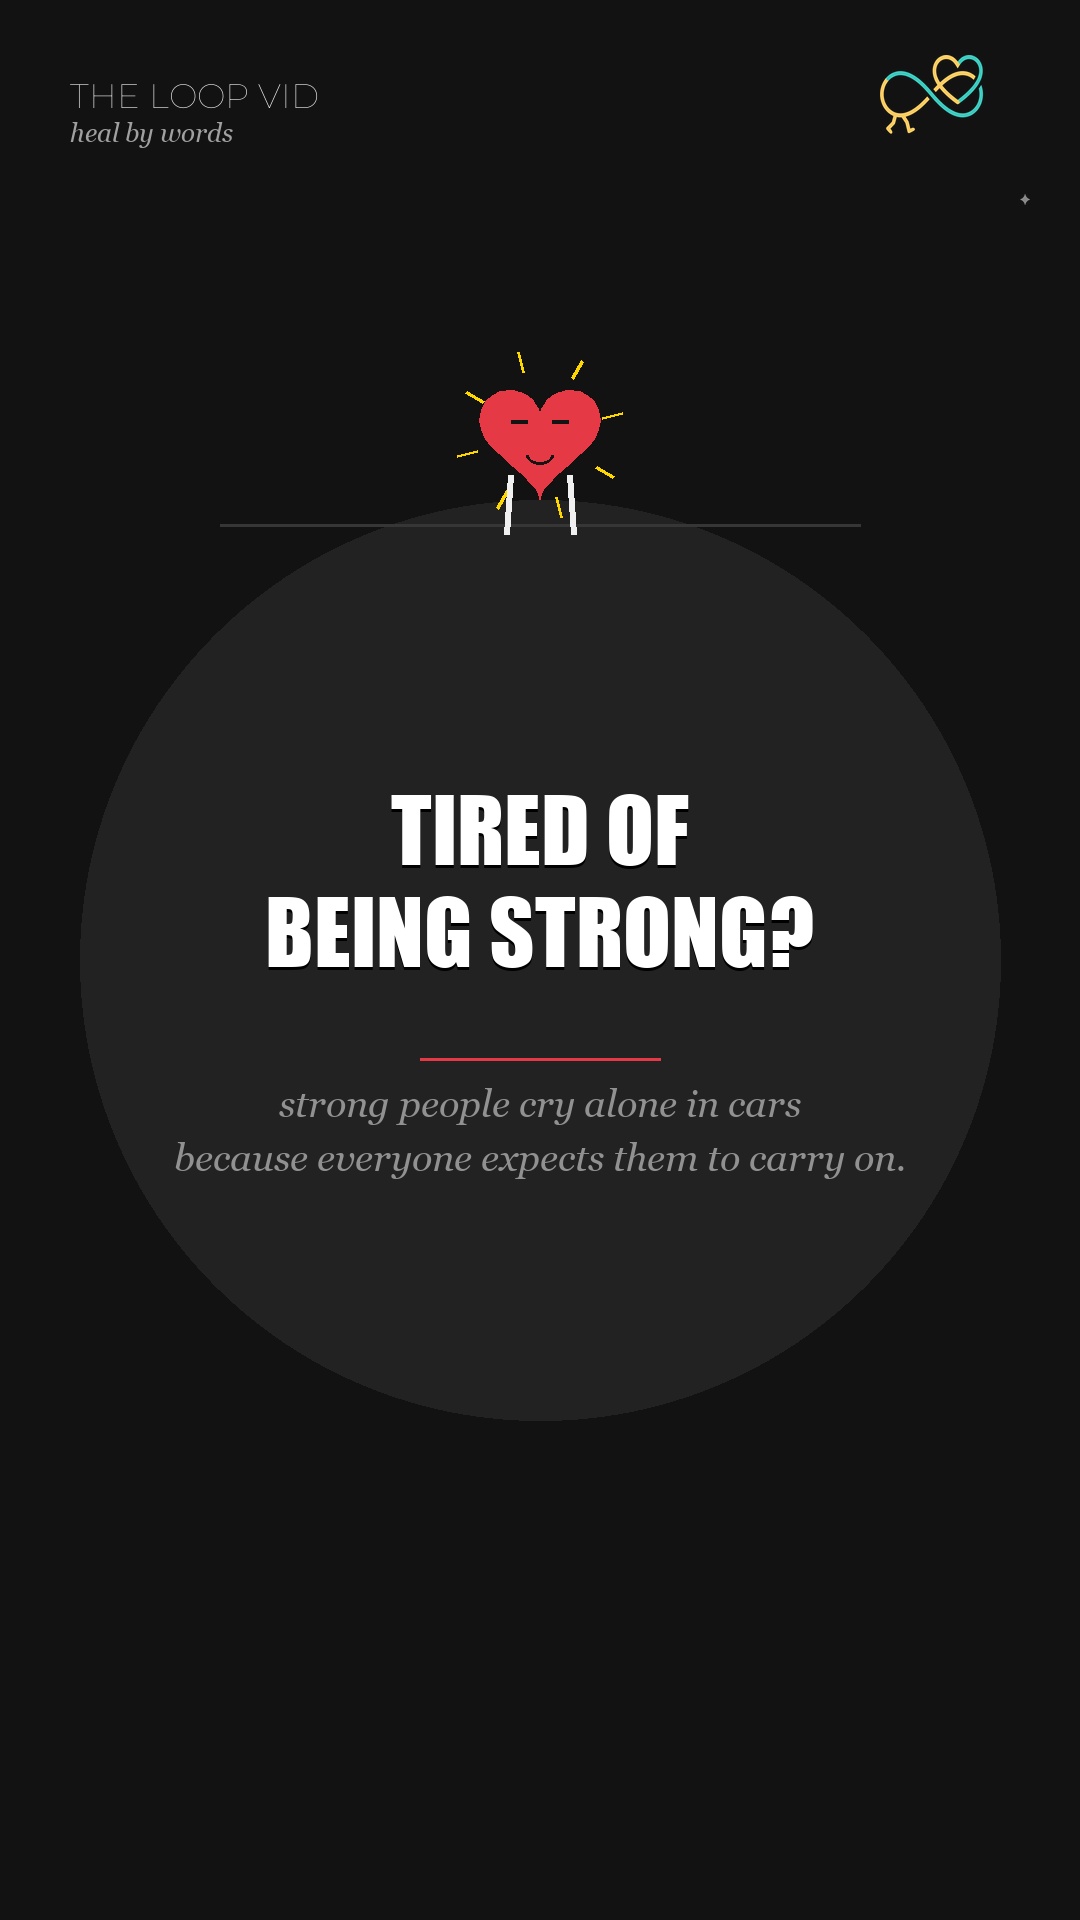 THE LOOP VID
heal by words
TIRED OF
BEING STRONG?
strong people cry alone in cars
because everyone expects them to carry on.